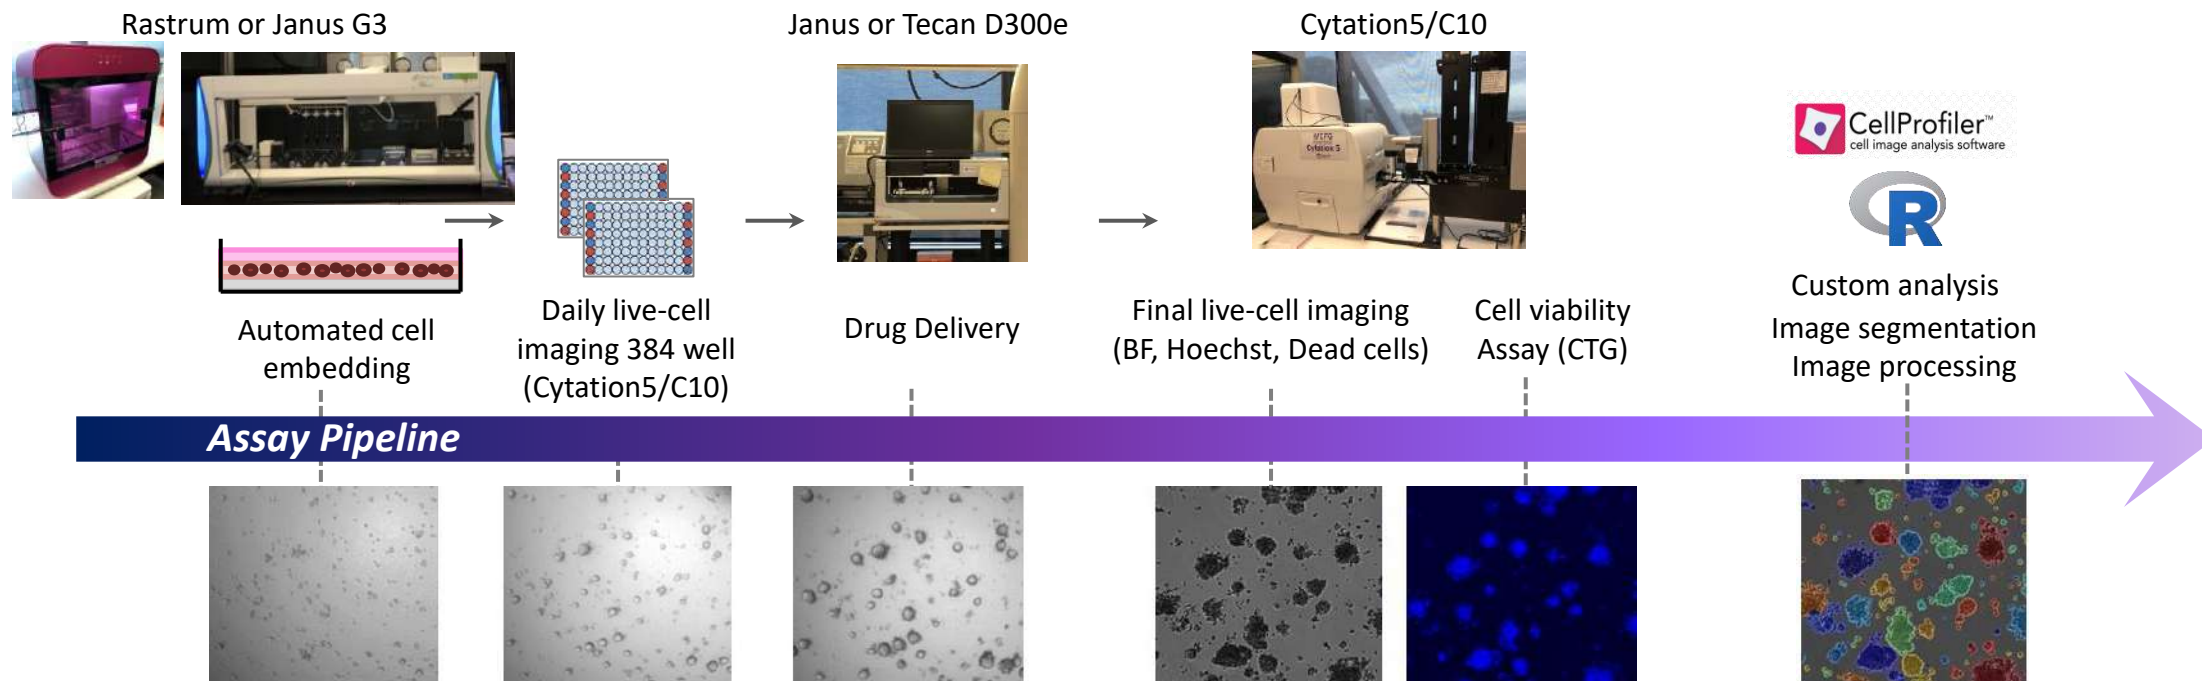 Rastrum or Janus G3
Janus or Tecan D300e
Cytation5/C10
Cytation 5
CellProfiler™
cell image analysis software
R
Automated cell
embedding
Daily live-cell
imaging 384 well
(Cytation5/C10)
Drug Delivery
Final live-cell imaging
(BF, Hoechst, Dead cells)
Cell viability
Assay (CTG)
Custom analysis
Image segmentation
Image processing
Assay Pipeline